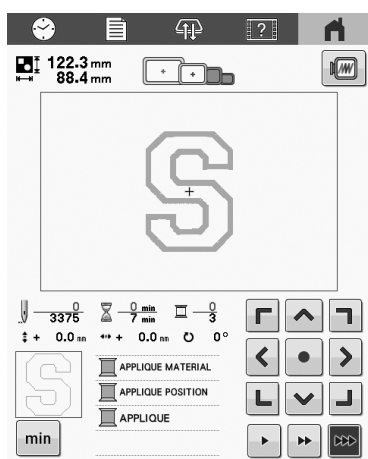 ?
122.3 mm
88.4 mm
S
0 0 min 0
3375 7 min 3
+ 0.0 mm + 0.0 mm 0°
S
APPLIQUE MATERIAL
APPLIQUE POSITION
APPLIQUE
min